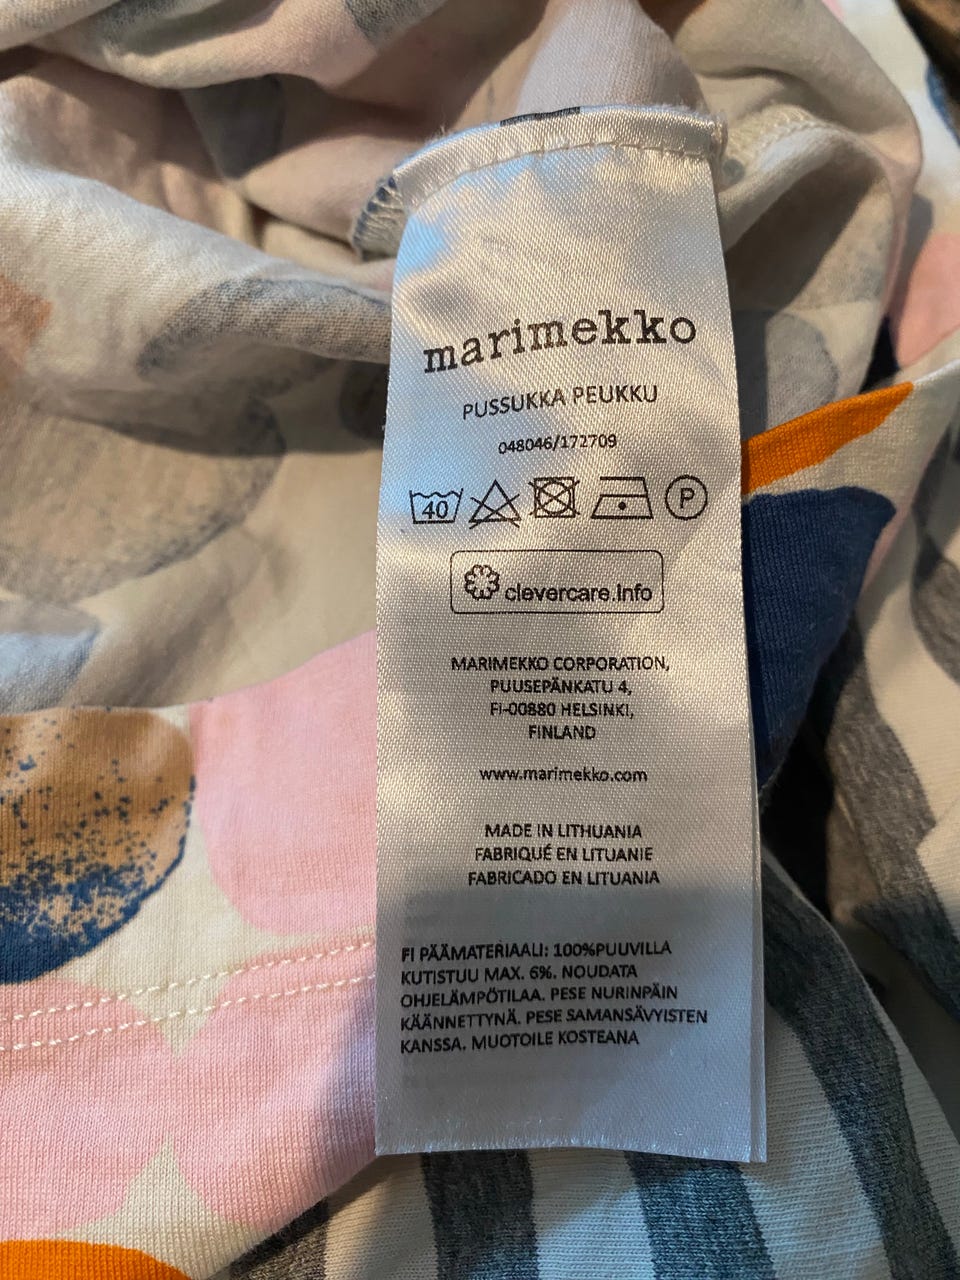 marimekko
PUSSUKKA PEUKKU
048046/172709
40 P
clevercare.info
MARIMEKKO CORPORATION,
PUUSEPÄNKATU 4,
FI-00880 HELSINKI,
FINLAND
www.marimekko.com
MADE IN LITHUANIA
FABRIQUÉ EN LITUANIE
FABRICADO EN LITUANIA
FI PÄÄMATERIAALI: 100%PUUVILLA
KUTISTUU MAX. 6%. NOUDATA
OHJELÄMPÖTILAA. PESE NURINPÄIN
KÄÄNNETTYNÄ. PESE SAMANSÄVYISTEN
KANSSA. MUOTOILE KOSTEANA